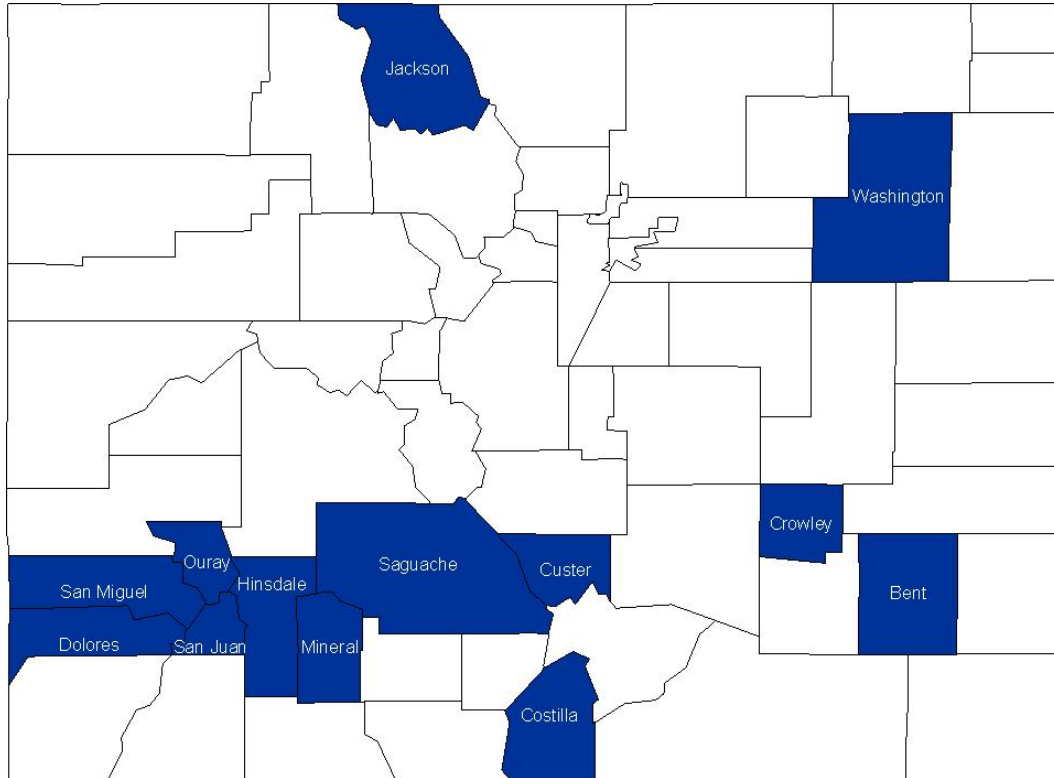 Jackson
Washington
Crowley
Ouray
Saguache
Custer
Hinsdale
San Miguel
Bent
Dolores
San Juan
Mineral
Costilla